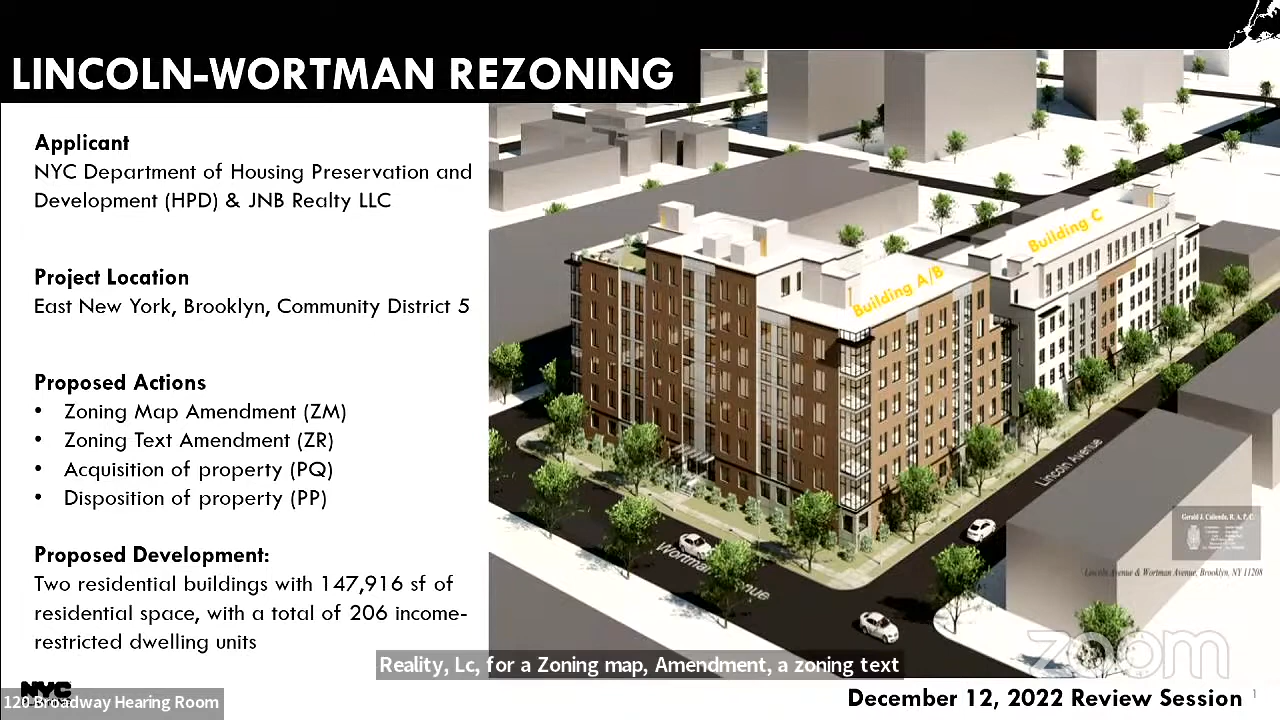 LINCOLN-WORTMAN REZONING
Applicant
NYC Department of Housing Preservation and
Development (HPD) & JNB Realty LLC
Project Location
East New York, Brooklyn, Community District 5
Proposed Actions
• Zoning Map Amendment (ZM)
• Zoning Text Amendment (ZR)
• Acquisition of property (PQ)
• Disposition of property (PP)
Proposed Development:
Two residential buildings with 147,916 sf of
residential space, with a total of 206 income-
restricted dwelling units
Building A/B
Building C
Lincoln Avenue
Wortman Avenue
Gerald J. Caliendo, R.A., P.C.
Lincoln Avenue & Wortman Avenue, Brooklyn, NY 11208
zoom
Reality, Lc, for a Zoning map, Amendment, a zoning text
NYC
120 Broadway Hearing Room
December 12, 2022 Review Session
1